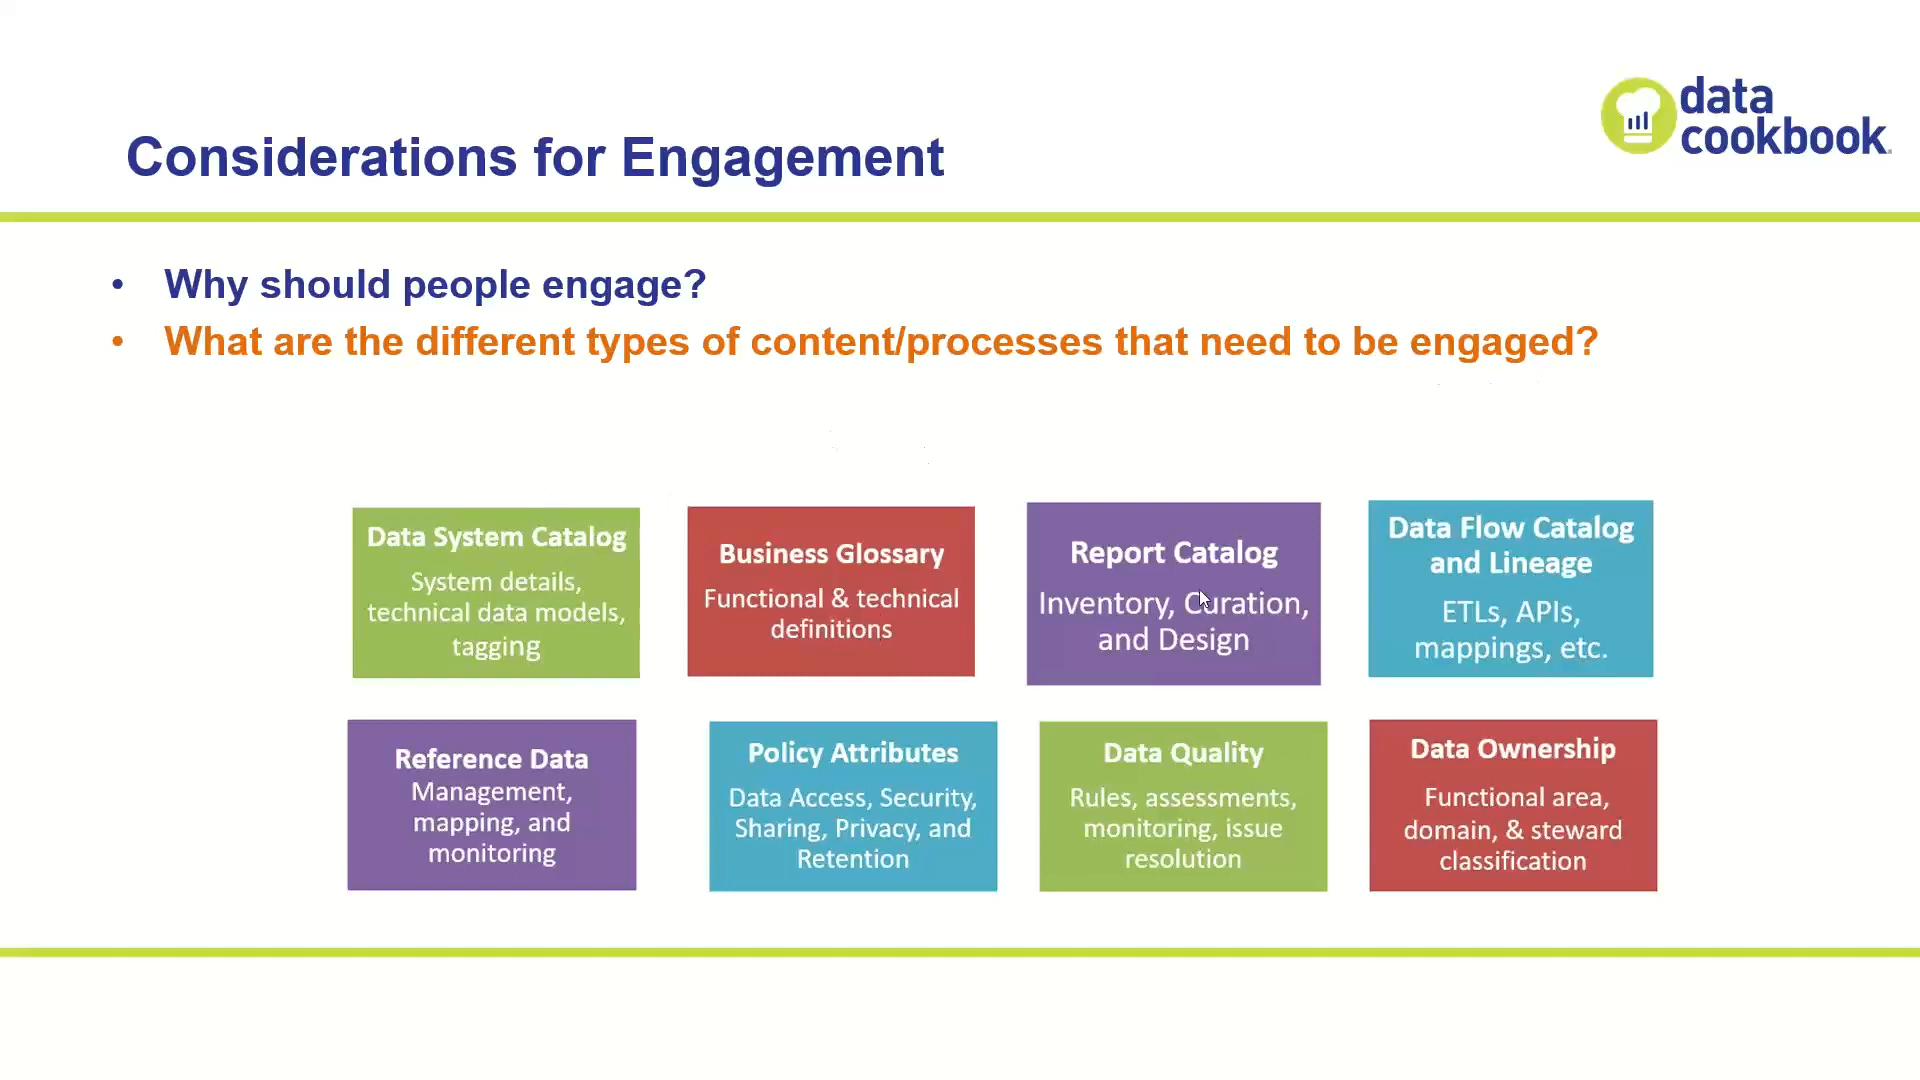 data
cookbook.
Considerations for Engagement
• Why should people engage?
• What are the different types of content/processes that need to be engaged?
Data System Catalog
System details,
technical data models,
tagging
Business Glossary
Functional & technical
definitions
Report Catalog
Inventory, Curation,
and Design
Data Flow Catalog
and Lineage
ETLs, APIs,
mappings, etc.
Reference Data
Management,
mapping, and
monitoring
Policy Attributes
Data Access, Security,
Sharing, Privacy, and
Retention
Data Quality
Rules, assessments,
monitoring, issue
resolution
Data Ownership
Functional area,
domain, & steward
classification